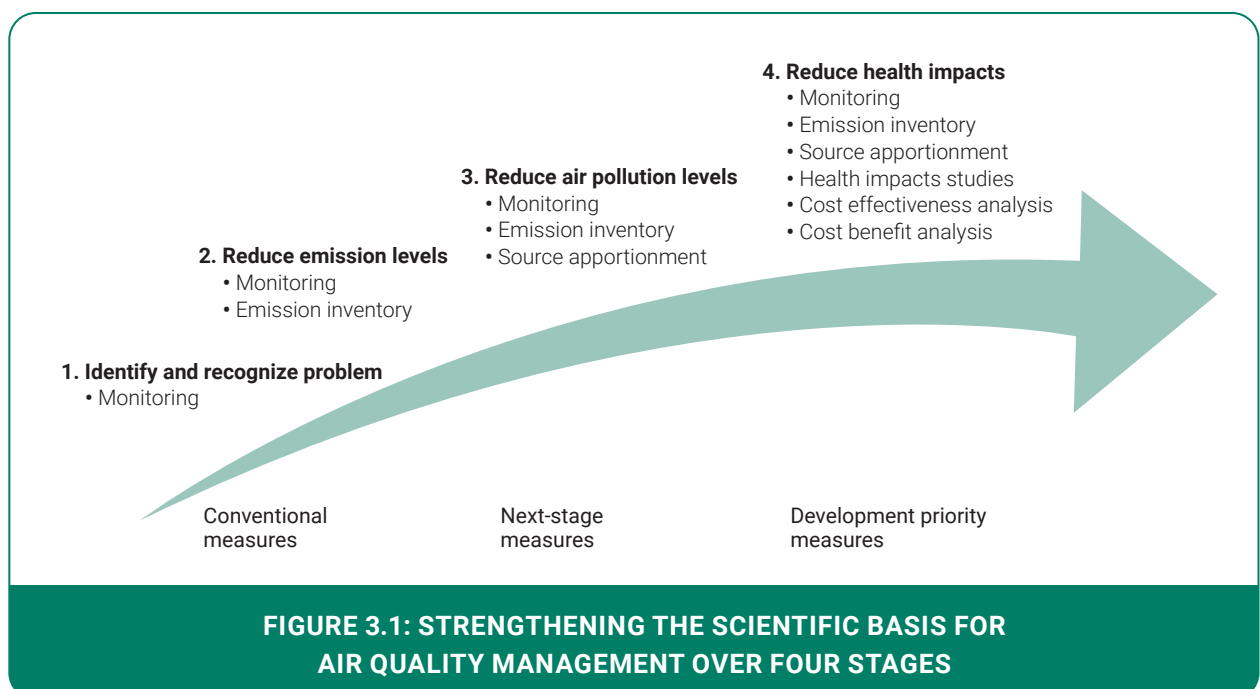 1. Identify and recognize problem
• Monitoring
2. Reduce emission levels
• Monitoring
• Emission inventory
3. Reduce air pollution levels
• Monitoring
• Emission inventory
• Source apportionment
4. Reduce health impacts
• Monitoring
• Emission inventory
• Source apportionment
• Health impacts studies
• Cost effectiveness analysis
• Cost benefit analysis
Conventional
measures
Next-stage
measures
Development priority
measures
FIGURE 3.1: STRENGTHENING THE SCIENTIFIC BASIS FOR
AIR QUALITY MANAGEMENT OVER FOUR STAGES